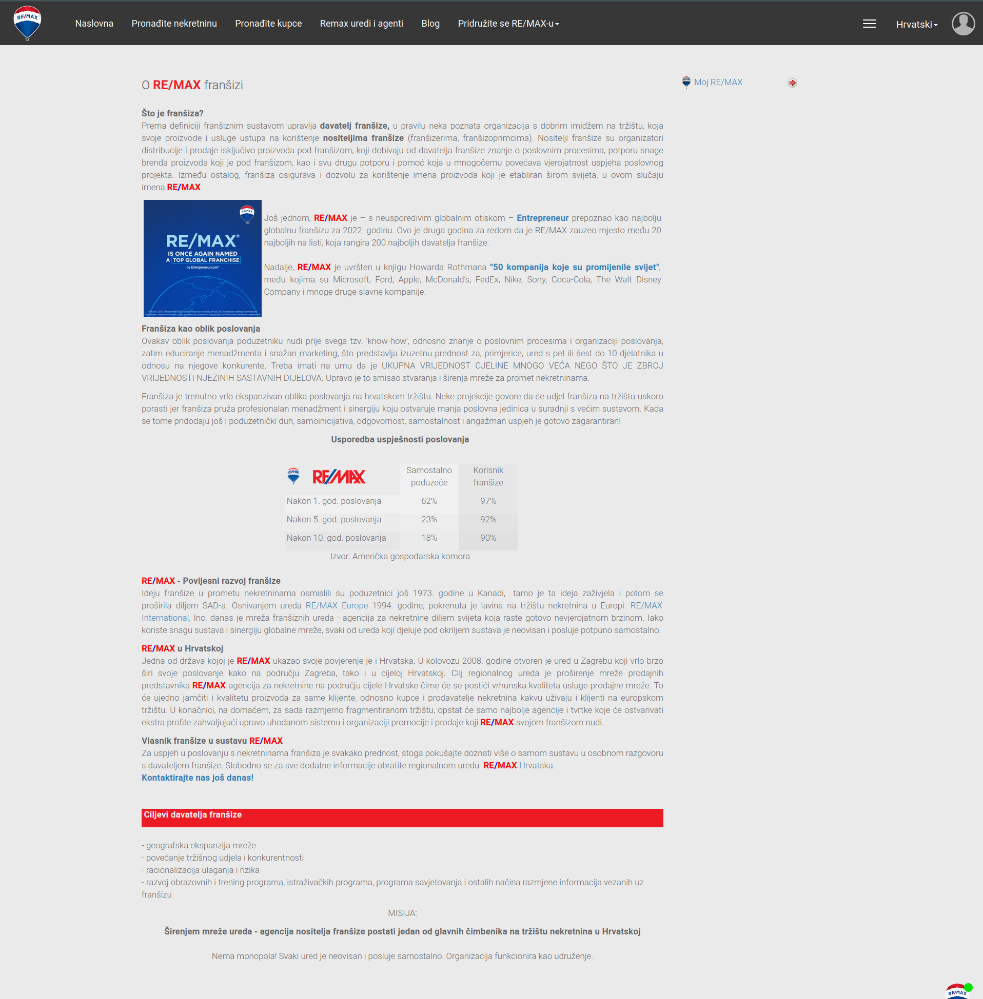 RE/MAX
Naslovna
Pronađite nekretninu
Pronađite kupce
Remax uredi i agenti
Blog
Pridružite se RE/MAX-u
Hrvatski
O RE/MAX franšizi
Moj RE/MAX
Što je franšiza?
Prema definiciji franšiznim sustavom upravlja davatelj franšize, u pravilu neka poznata organizacija s dobrim imidžem na tržištu, koja
svoje proizvode i usluge ustupa na korištenje nositeljima franšize (franšizerima, franšizoprimcima). Nositelji franšize su organizatori
distribucije i prodaje isključivo proizvoda pod franšizom, koji dobivaju od davatelja franšize znanje o poslovnim procesima, potporu snage
brenda proizvoda koji je pod franšizom, kao i svu drugu potporu i pomoć koja u mnogočemu povećava vjerojatnost uspjeha poslovnog
projekta. Između ostalog, franšiza osigurava i dozvolu za korištenje imena proizvoda koji je etabliran širom svijeta, u ovom slučaju
imena RE/MAX.
RE/MAX
RE/MAX®
IS ONCE AGAIN NAMED
A TOP GLOBAL FRANCHISE
by Entrepreneur.com*
Još jednom, RE/MAX je – s neusporedivim globalnim otiskom – Entrepreneur prepoznao kao najbolju
globalnu franšizu za 2022. godinu. Ovo je druga godina za redom da je RE/MAX zauzeo mjesto među 20
najboljih na listi, koja rangira 200 najboljih davatelja franšize.
Nadalje, RE/MAX je uvršten u knjigu Howarda Rothmana "50 kompanija koje su promijenile svijet",
među kojima su Microsoft, Ford, Apple, McDonald's, FedEx, Nike, Sony, Coca-Cola, The Walt Disney
Company i mnoge druge slavne kompanije.
Franšiza kao oblik poslovanja
Ovakav oblik poslovanja poduzetniku nudi prije svega tzv. 'know-how', odnosno znanje o poslovnim procesima i organizaciji poslovanja,
zatim educiranje menadžmenta i snažan marketing, što predstavlja izuzetnu prednost za, primjerice, ured s pet ili šest do 10 djelatnika u
odnosu na njegove konkurente. Treba imati na umu da je UKUPNA VRIJEDNOST CJELINE MNOGO VEĆA NEGO ŠTO JE ZBROJ
VRIJEDNOSTI NJEZINIH SASTAVNIH DIJELOVA. Upravo je to smisao stvaranja i širenja mreže za promet nekretninama.
Franšiza je trenutno vrlo ekspanzivan oblika poslovanja na hrvatskom tržištu. Neke projekcije govore da će udjel franšiza na tržištu uskoro
porasti jer franšiza pruža profesionalan menadžment i sinergiju koju ostvaruje manja poslovna jedinica u suradnji s većim sustavom. Kada
se tome pridodaju još i poduzetnički duh, samoinicijativa, odgovornost, samostalnost i angažman uspjeh je gotovo zagarantiran!
Usporedba uspješnosti poslovanja
RE/MAX RE/MAX Samostalno Korisnik
poduzeće franšize
Nakon 1. god. poslovanja 62% 97%
Nakon 5. god. poslovanja 23% 92%
Nakon 10. god. poslovanja 18% 90%
Izvor: Američka gospodarska komora
RE/MAX - Povijesni razvoj franšize
Ideju franšize u prometu nekretninama osmislili su poduzetnici još 1973. godine u Kanadi, tamo je ta ideja zaživjela i potom se
proširila diljem SAD-a. Osnivanjem ureda RE/MAX Europe 1994. godine, pokrenuta je lavina na tržištu nekretnina u Europi. RE/MAX
International, Inc. danas je mreža franšiznih ureda - agencija za nekretnine diljem svijeta koja raste gotovo nevjerojatnom brzinom. Iako
koriste snagu sustava i sinergiju globalne mreže, svaki od ureda koji djeluje pod okriljem sustava je neovisan i posluje potpuno samostalno.
RE/MAX u Hrvatskoj
Jedna od država kojoj je RE/MAX ukazao svoje povjerenje je i Hrvatska. U kolovozu 2008. godine otvoren je ured u Zagrebu koji vrlo brzo
širi svoje poslovanje kako na području Zagreba, tako i u cijeloj Hrvatskoj. Cilj regionalnog ureda je proširenje mreže prodajnih
predstavnika RE/MAX agencija za nekretnine na području cijele Hrvatske čime će se postići vrhunska kvaliteta usluge prodajne mreže. To
će ujedno jamčiti i kvalitetu proizvoda za same klijente, odnosno kupce i prodavatelje nekretnina kakvu uživaju i klijenti na europskom
tržištu. U konačnici, na domaćem, za sada razmjerno fragmentiranom tržištu, opstat će samo najbolje agencije i tvrtke koje će ostvarivati
ekstra profite zahvaljujući upravo uhodanom sistemu i organizaciji promocije i prodaje koji RE/MAX svojom franšizom nudi.
Vlasnik franšize u sustavu RE/MAX
Za uspjeh u poslovanju s nekretninama franšiza je svakako prednost, stoga pokušajte doznati više o samom sustavu u osobnom razgovoru
s davateljem franšize. Slobodno se za sve dodatne informacije obratite regionalnom uredu RE/MAX Hrvatska.
Kontaktirajte nas još danas!
Ciljevi davatelja franšize
- geografska ekspanzija mreže
- povećanje tržišnog udjela i konkurentnosti
- racionalizacija ulaganja i rizika
- razvoj obrazovnih i trening programa, istraživačkih programa, programa savjetovanja i ostalih načina razmjene informacija vezanih uz
franšizu
MISIJA:
Širenjem mreže ureda - agencija nositelja franšize postati jedan od glavnih čimbenika na tržištu nekretnina u Hrvatskoj
Nema monopola! Svaki ured je neovisan i posluje samostalno. Organizacija funkcionira kao udruženje.
RE/MAX